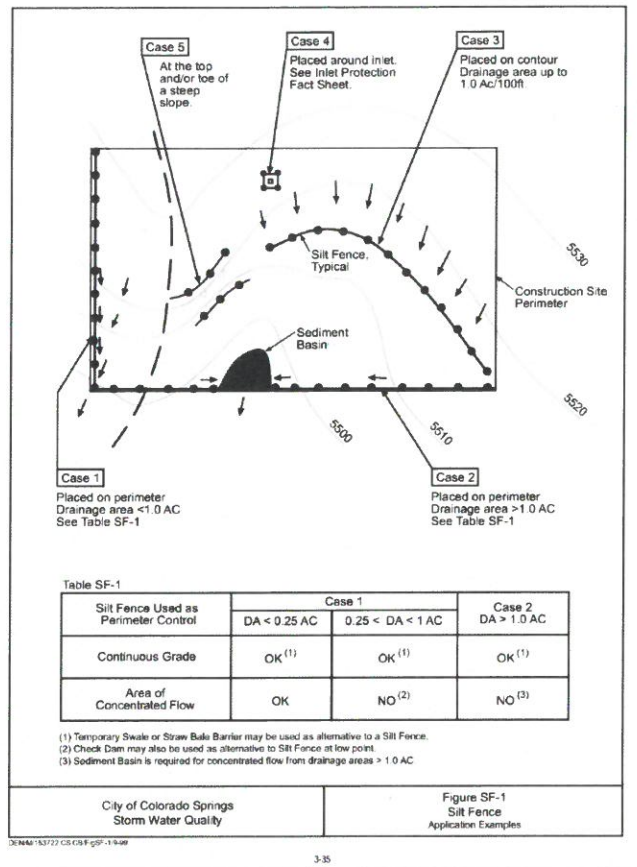 Case 5
At the top
and/or toe of
a steep
slope.
Case 4
Placed around inlet.
See Inlet Protection
Fact Sheet.
Case 3
Placed on contour
Drainage area up to
1.0 Ac/100ft
Silt Fence,
Typical
5530
Construction Site
Perimeter
Sediment
Basin
5520
5500
5510
Case 1
Placed on perimeter
Drainage area <1.0 AC
See Table SF-1
Case 2
Placed on perimeter
Drainage area >1.0 AC
See Table SF-1
Table SF-1
Silt Fence Used as
Perimeter Control
Case 1
Case 2
DA > 1.0 AC
DA < 0.25 AC
0.25 < DA < 1 AC
Continuous Grade
OK (1)
OK (1)
OK (1)
Area of
Concentrated Flow
OK
NO (2)
NO (3)
(1) Temporary Swale or Straw Bale Barrier may be used as alternative to a Silt Fence.
(2) Check Dam may also be used as alternative to Silt Fence at low point.
(3) Sediment Basin is required for concentrated flow from drainage areas > 1.0 AC
City of Colorado Springs
Storm Water Quality
Figure SF-1
Silt Fence
Application Examples
3-35